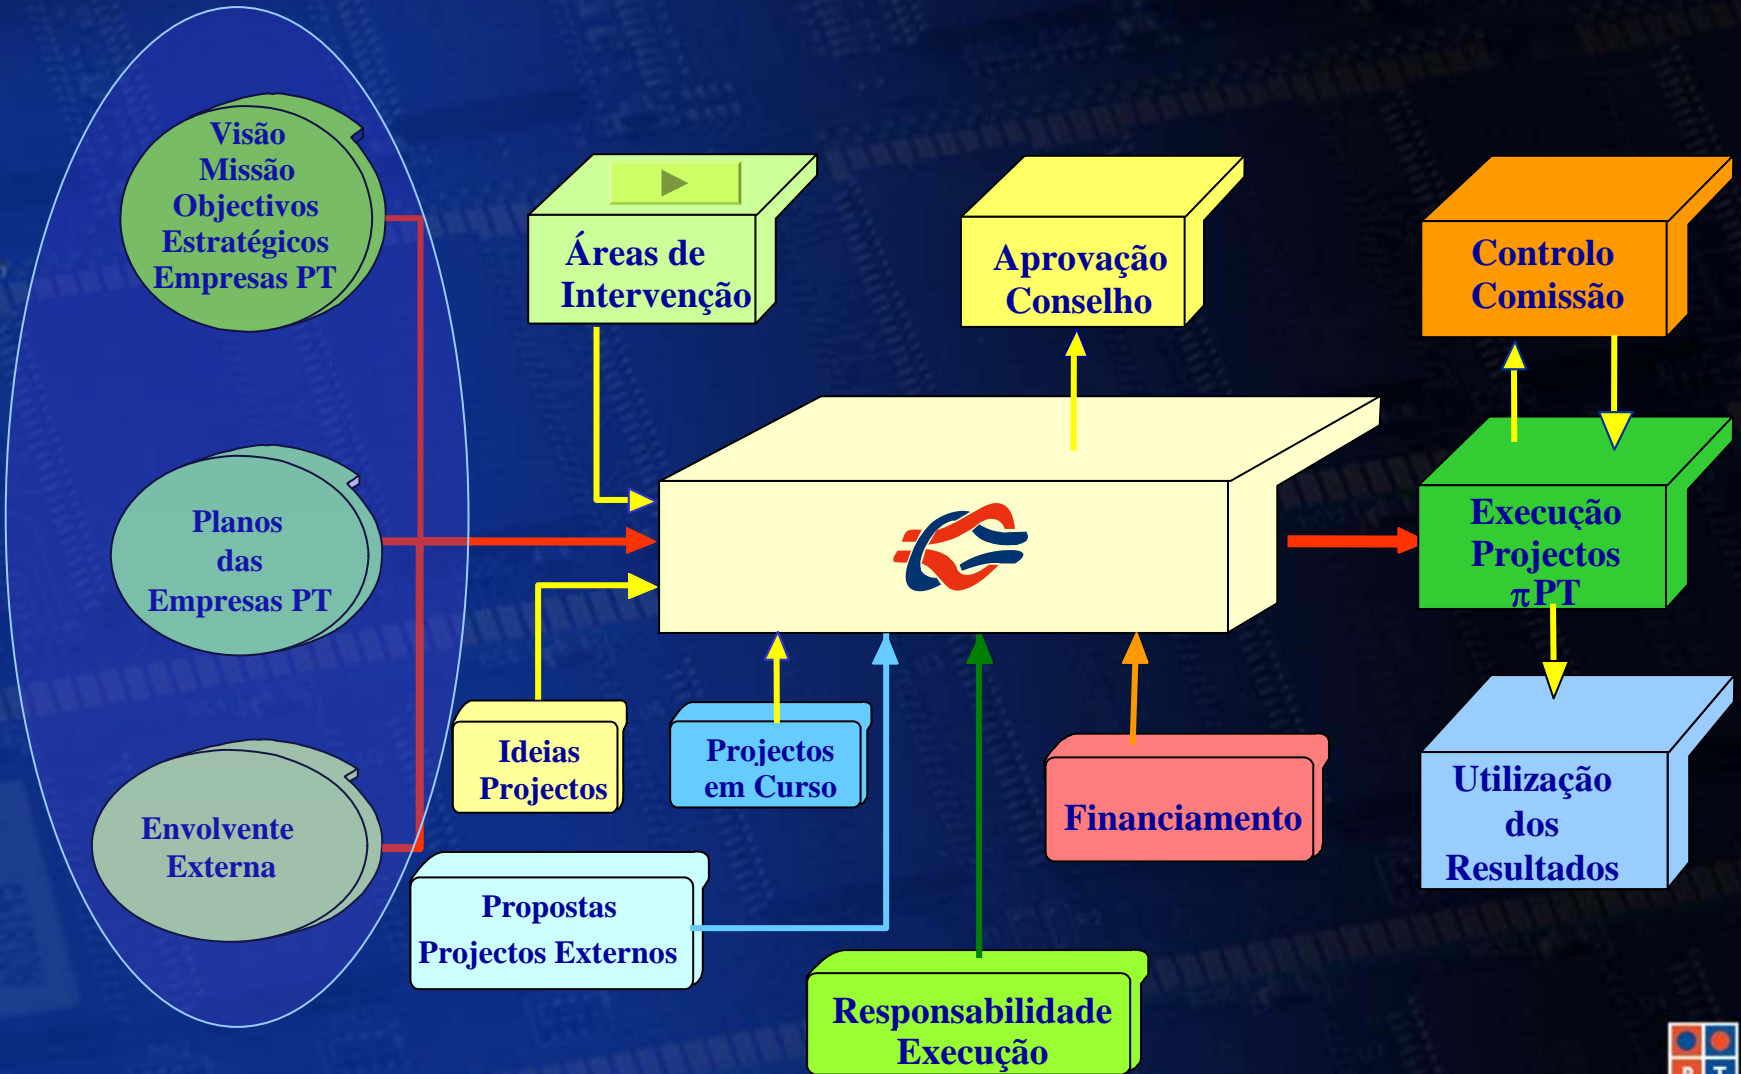 Visão
Missão
Objectivos
Estratégicos
Empresas PT
Planos
das
Empresas PT
Envolvente
Externa
Áreas de
Intervenção
Aprovação
Conselho
Controlo
Comissão
Execução
Projectos
πPT
Utilização
dos
Resultados
Ideias
Projectos
Projectos
em Curso
Financiamento
Propostas
Projectos Externos
Responsabilidade
Execução
P T